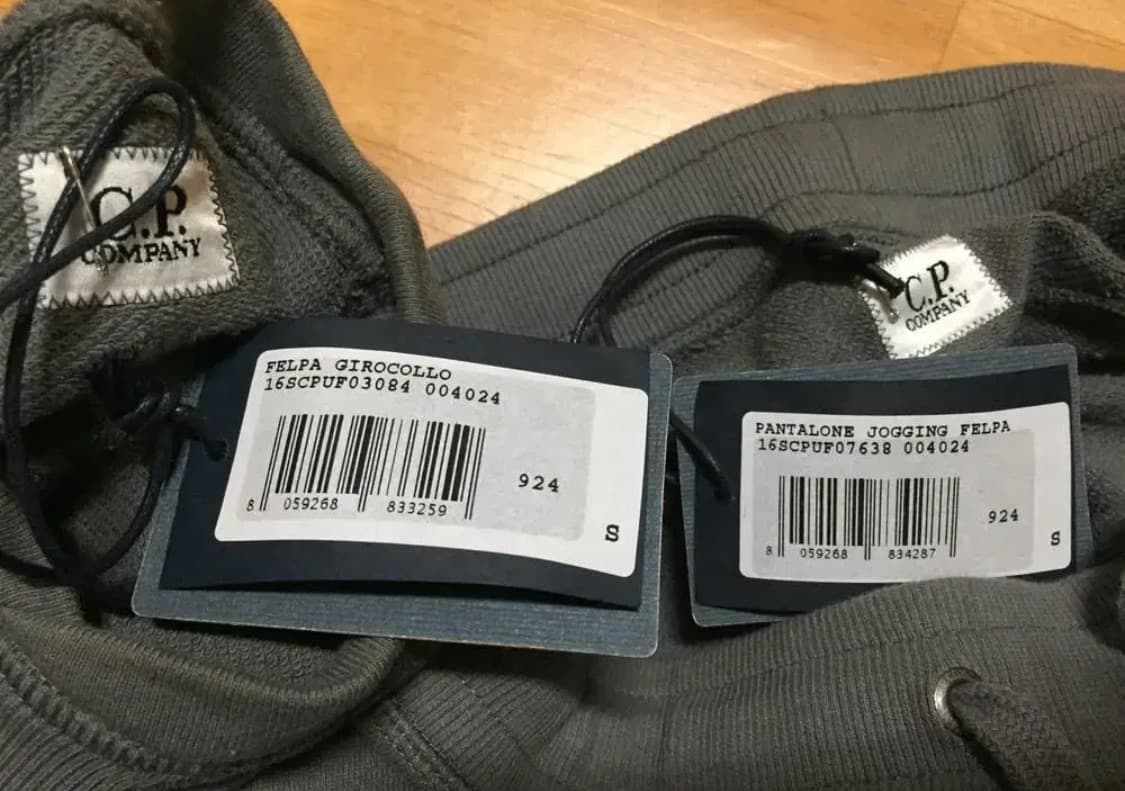 C.P.
COMPANY
C.P.
COMPANY
FELPA GIROCOLLO
16SCPUF03084 004024
924
8 059268 833259
S
PANTALONE JOGGING FELPA
16SCPUF07638 004024
924
8 059268 834287
S